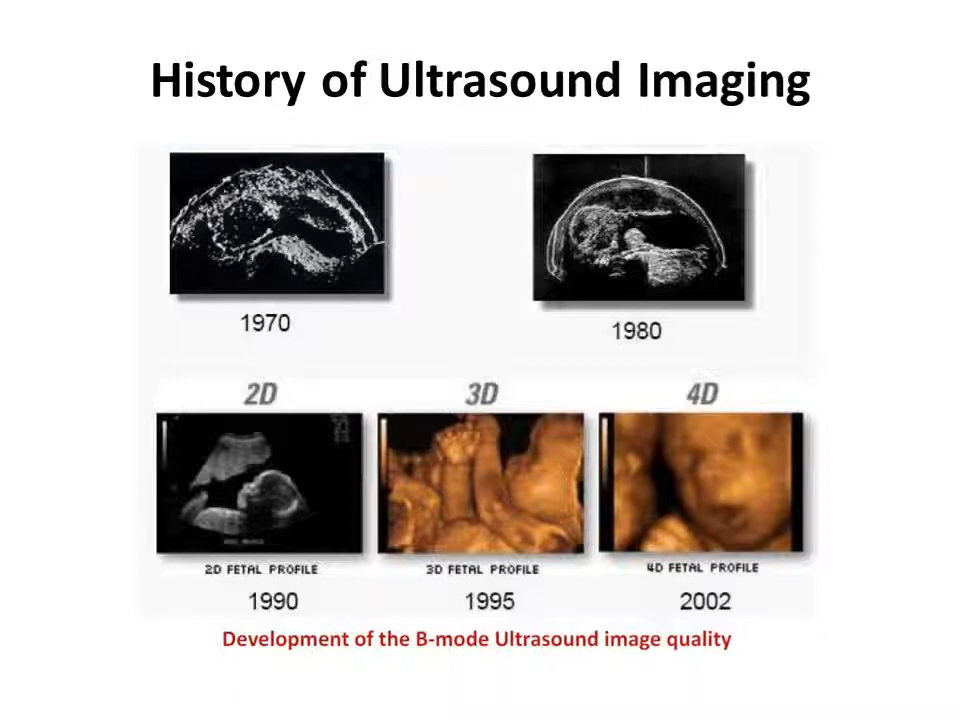 History of Ultrasound Imaging
1970
1980
2D
3D
4D
2D FETAL PROFILE
3D FETAL PROFILE
4D FETAL PROFILE
1990
1995
2002
Development of the B-mode Ultrasound image quality